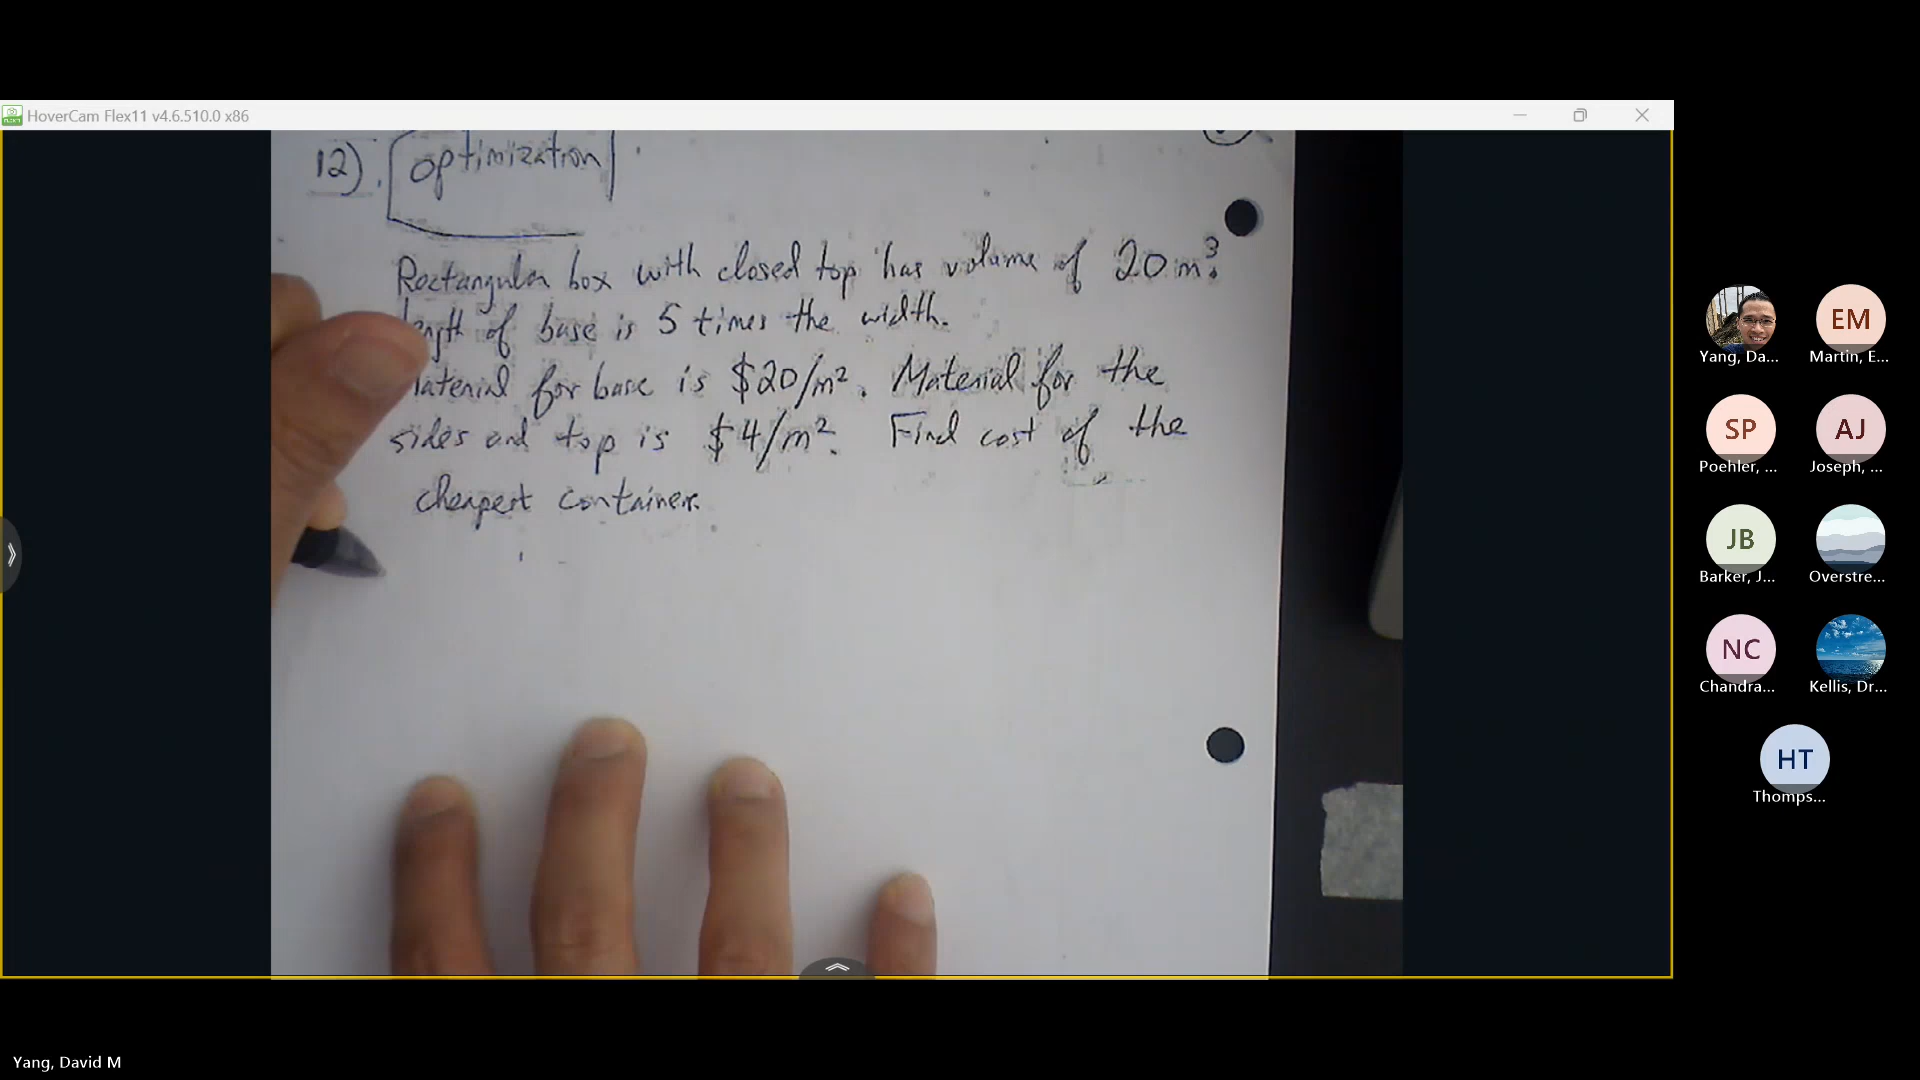 HoverCam Flex11 v4.6.510.0 x86
12). Optimization
Rectangular box with closed top has volume of 20 m³.
length of base is 5 times the width.
Material for base is $20/m². Material for the
sides and top is $4/m². Find cost of the
cheapest container.
Yang, Da...
EM
Martin, E...
SP
Poehler, ...
AJ
Joseph, ...
JB
Barker, J...
Overstre...
NC
Chandra...
Kellis, Dr...
HT
Thomps...
Yang, David M